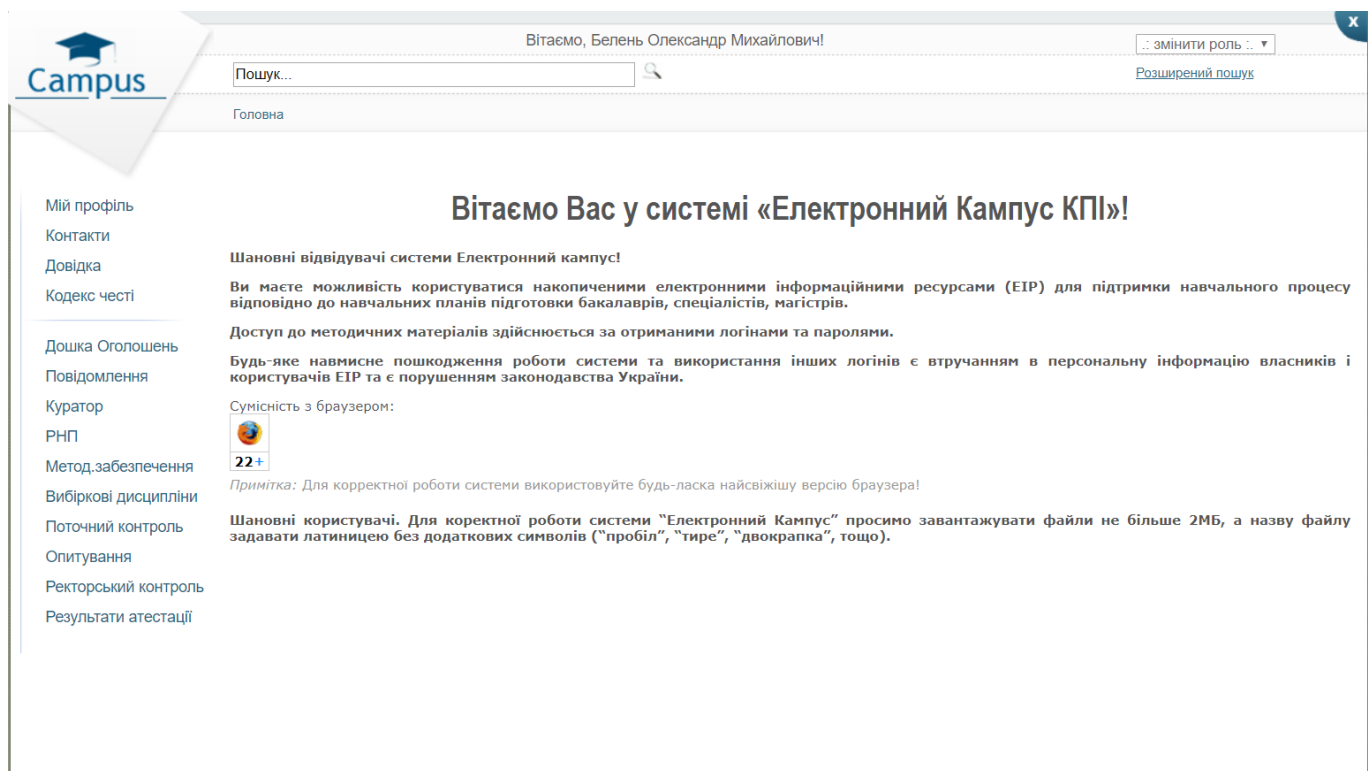 x
Campus
Вітаємо, Белень Олександр Михайлович!
.: змінити роль :.
Пошук...
Розширений пошук
Головна
Мій профіль
Контакти
Довідка
Кодекс честі
Дошка Оголошень
Повідомлення
Куратор
РНП
Метод.забезпечення
Вибіркові дисципліни
Поточний контроль
Опитування
Ректорський контроль
Результати атестації
Вітаємо Вас у системі «Електронний Кампус КПІ»!
Шановні відвідувачі системи Електронний кампус!
Ви маєте можливість користуватися накопиченими електронними інформаційними ресурсами (ЕІР) для підтримки навчального процесу
відповідно до навчальних планів підготовки бакалаврів, спеціалістів, магістрів.
Доступ до методичних матеріалів здійснюється за отриманими логінами та паролями.
Будь-яке навмисне пошкодження роботи системи та використання інших логінів є втручанням в персональну інформацію власників і
користувачів ЕІР та є порушенням законодавства України.
Сумісність з браузером:
22+
Примітка: Для корректної роботи системи використовуйте будь-ласка найсвіжішу версію браузера!
Шановні користувачі. Для коректної роботи системи “Електронний Кампус” просимо завантажувати файли не більше 2МБ, а назву файлу
задавати латиницею без додаткових символів (“пробіл”, “тире”, “двокрапка”, тощо).